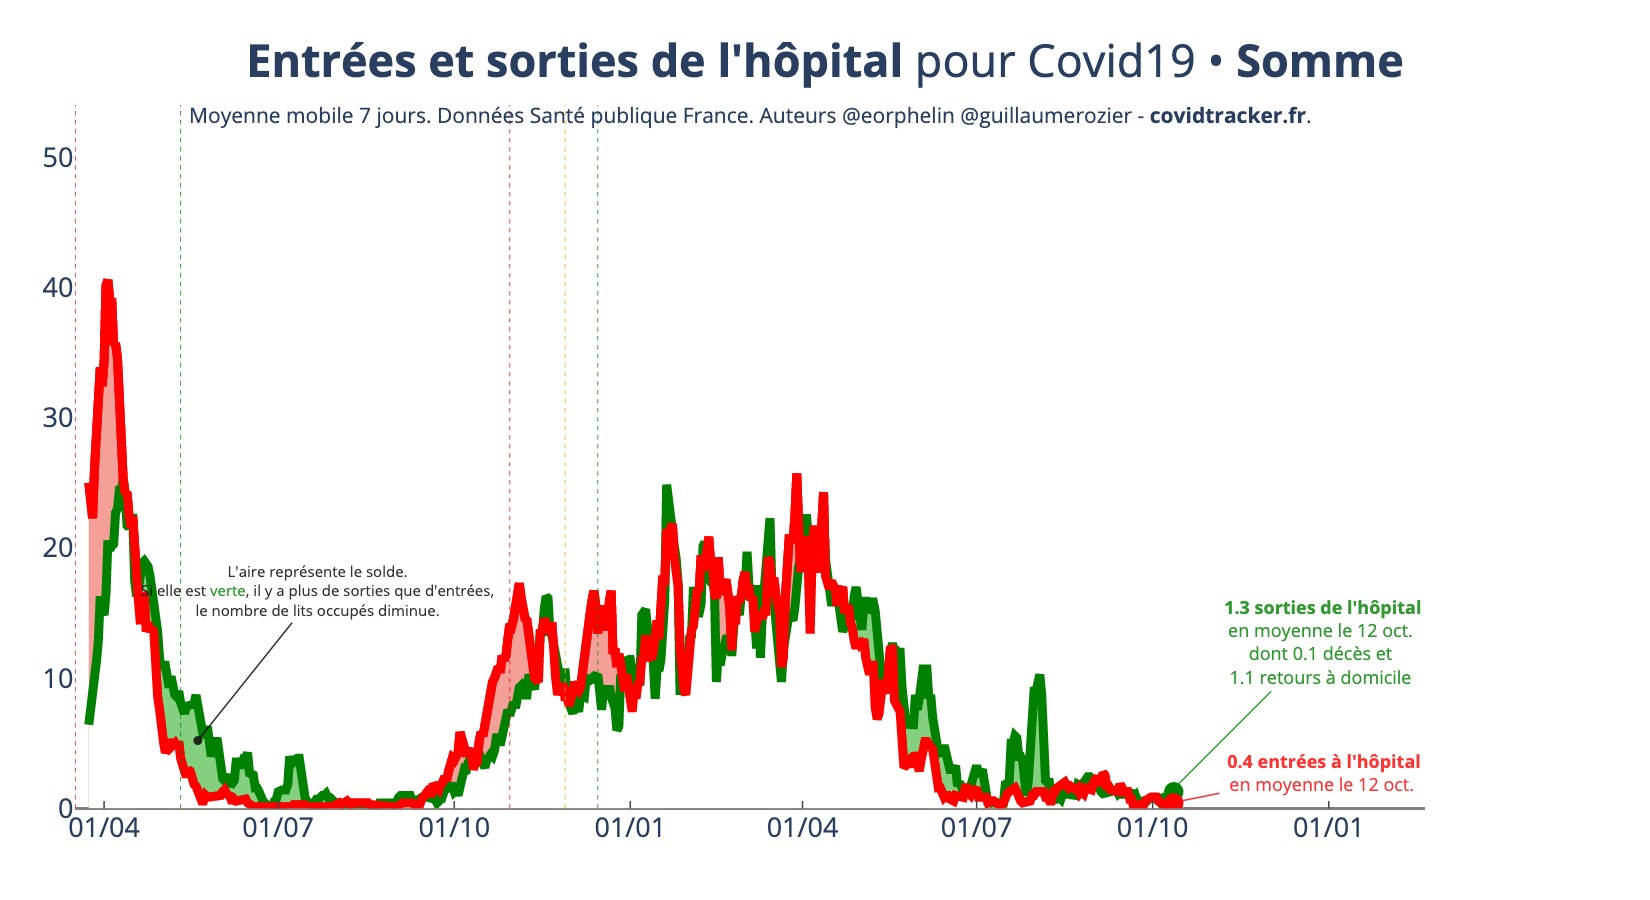 Entrées et sorties de l'hôpital pour Covid19 • Somme
Moyenne mobile 7 jours. Données Santé publique France. Auteurs @eorphelin @guillaumerozier - covidtracker.fr.
50
40
30
20
10
0
L'aire représente le solde.
Si elle est verte, il y a plus de sorties que d'entrées,
le nombre de lits occupés diminue.
1.3 sorties de l'hôpital
en moyenne le 12 oct.
dont 0.1 décès et
1.1 retours à domicile
0.4 entrées à l'hôpital
en moyenne le 12 oct.
01/04 01/07 01/10 01/01 01/04 01/07 01/10 01/01